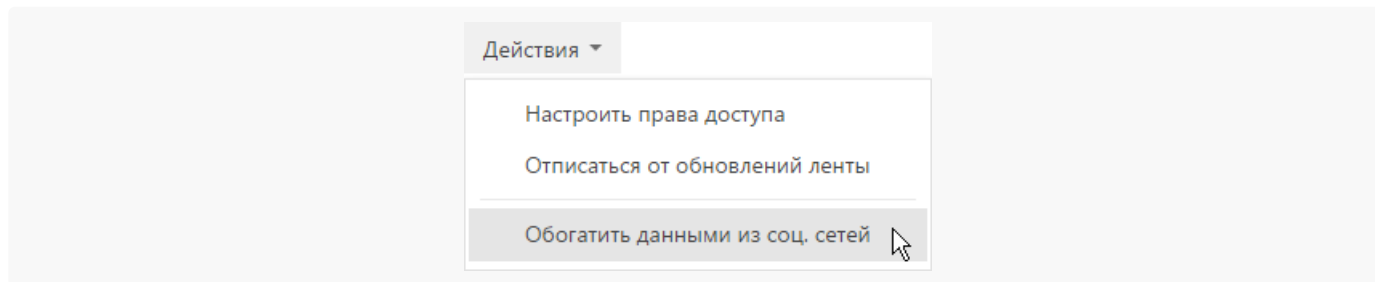 Действия
Настроить права доступа
Отписаться от обновлений ленты
Обогатить данными из соц. сетей